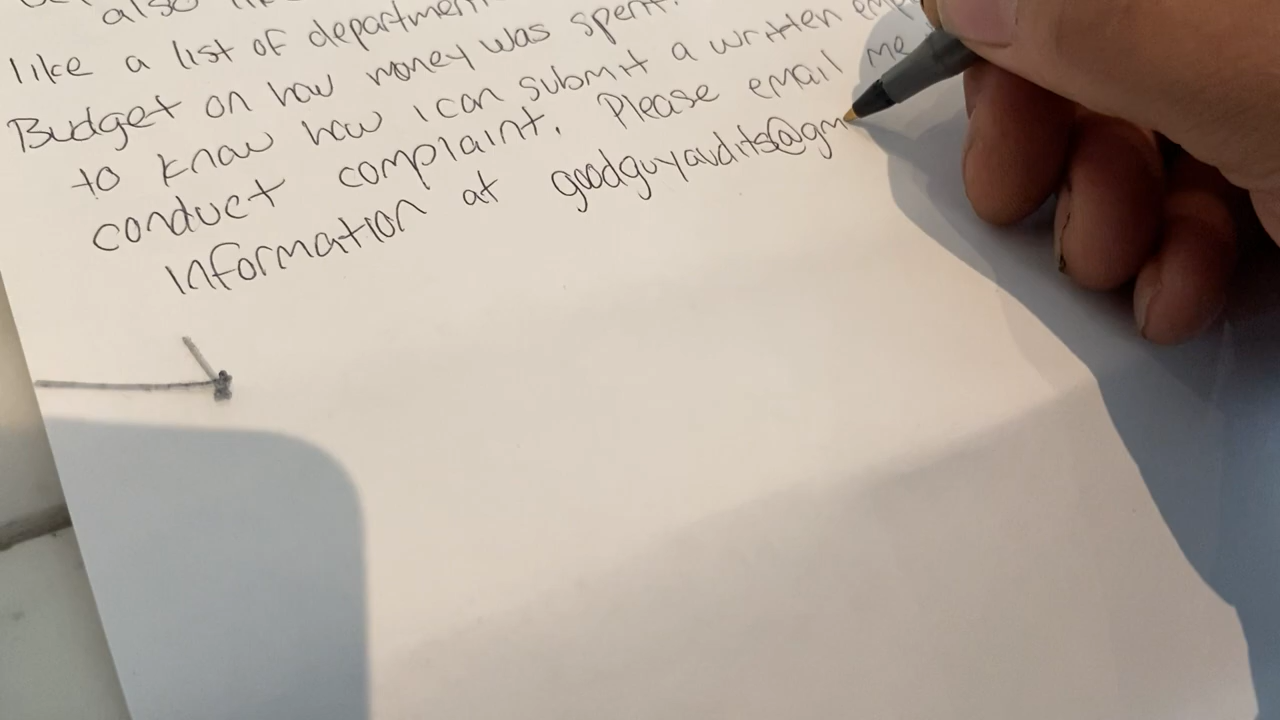 also
like a list of department
Budget on how money was spent.
to know how I can submit a written
conduct complaint. Please email me
information at goodguyaudits@gm